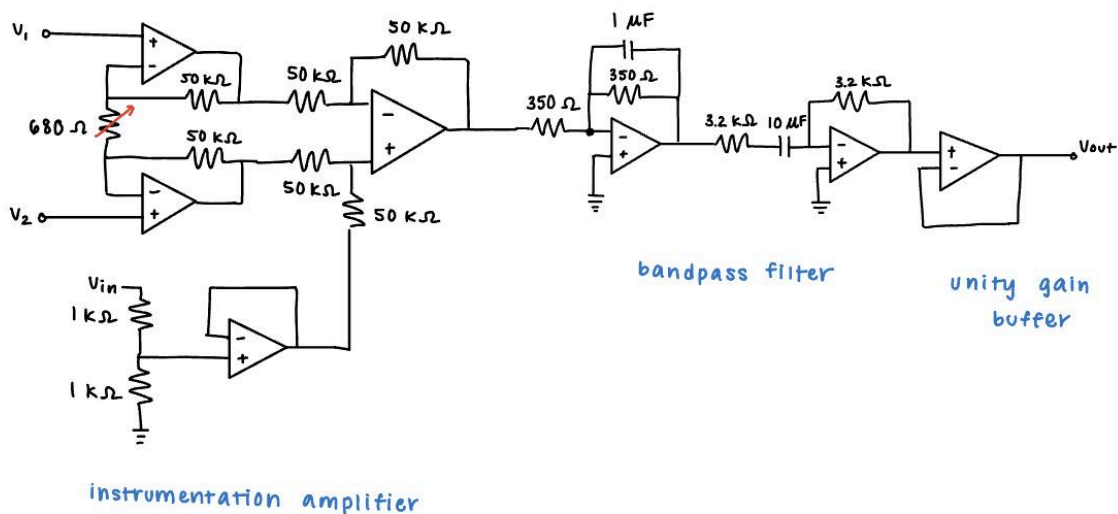 V₁
+
-
50 kΩ
50 kΩ
50 kΩ
680 Ω
50 kΩ
-
+
-
+
50 kΩ
V₂
50 kΩ
1 μF
350 Ω
350 Ω
-
+
3.2 kΩ
10 μF
3.2 kΩ
-
+
+
-
Vout
Vin
1 kΩ
1 kΩ
-
+
bandpass filter
unity gain
buffer
instrumentation amplifier